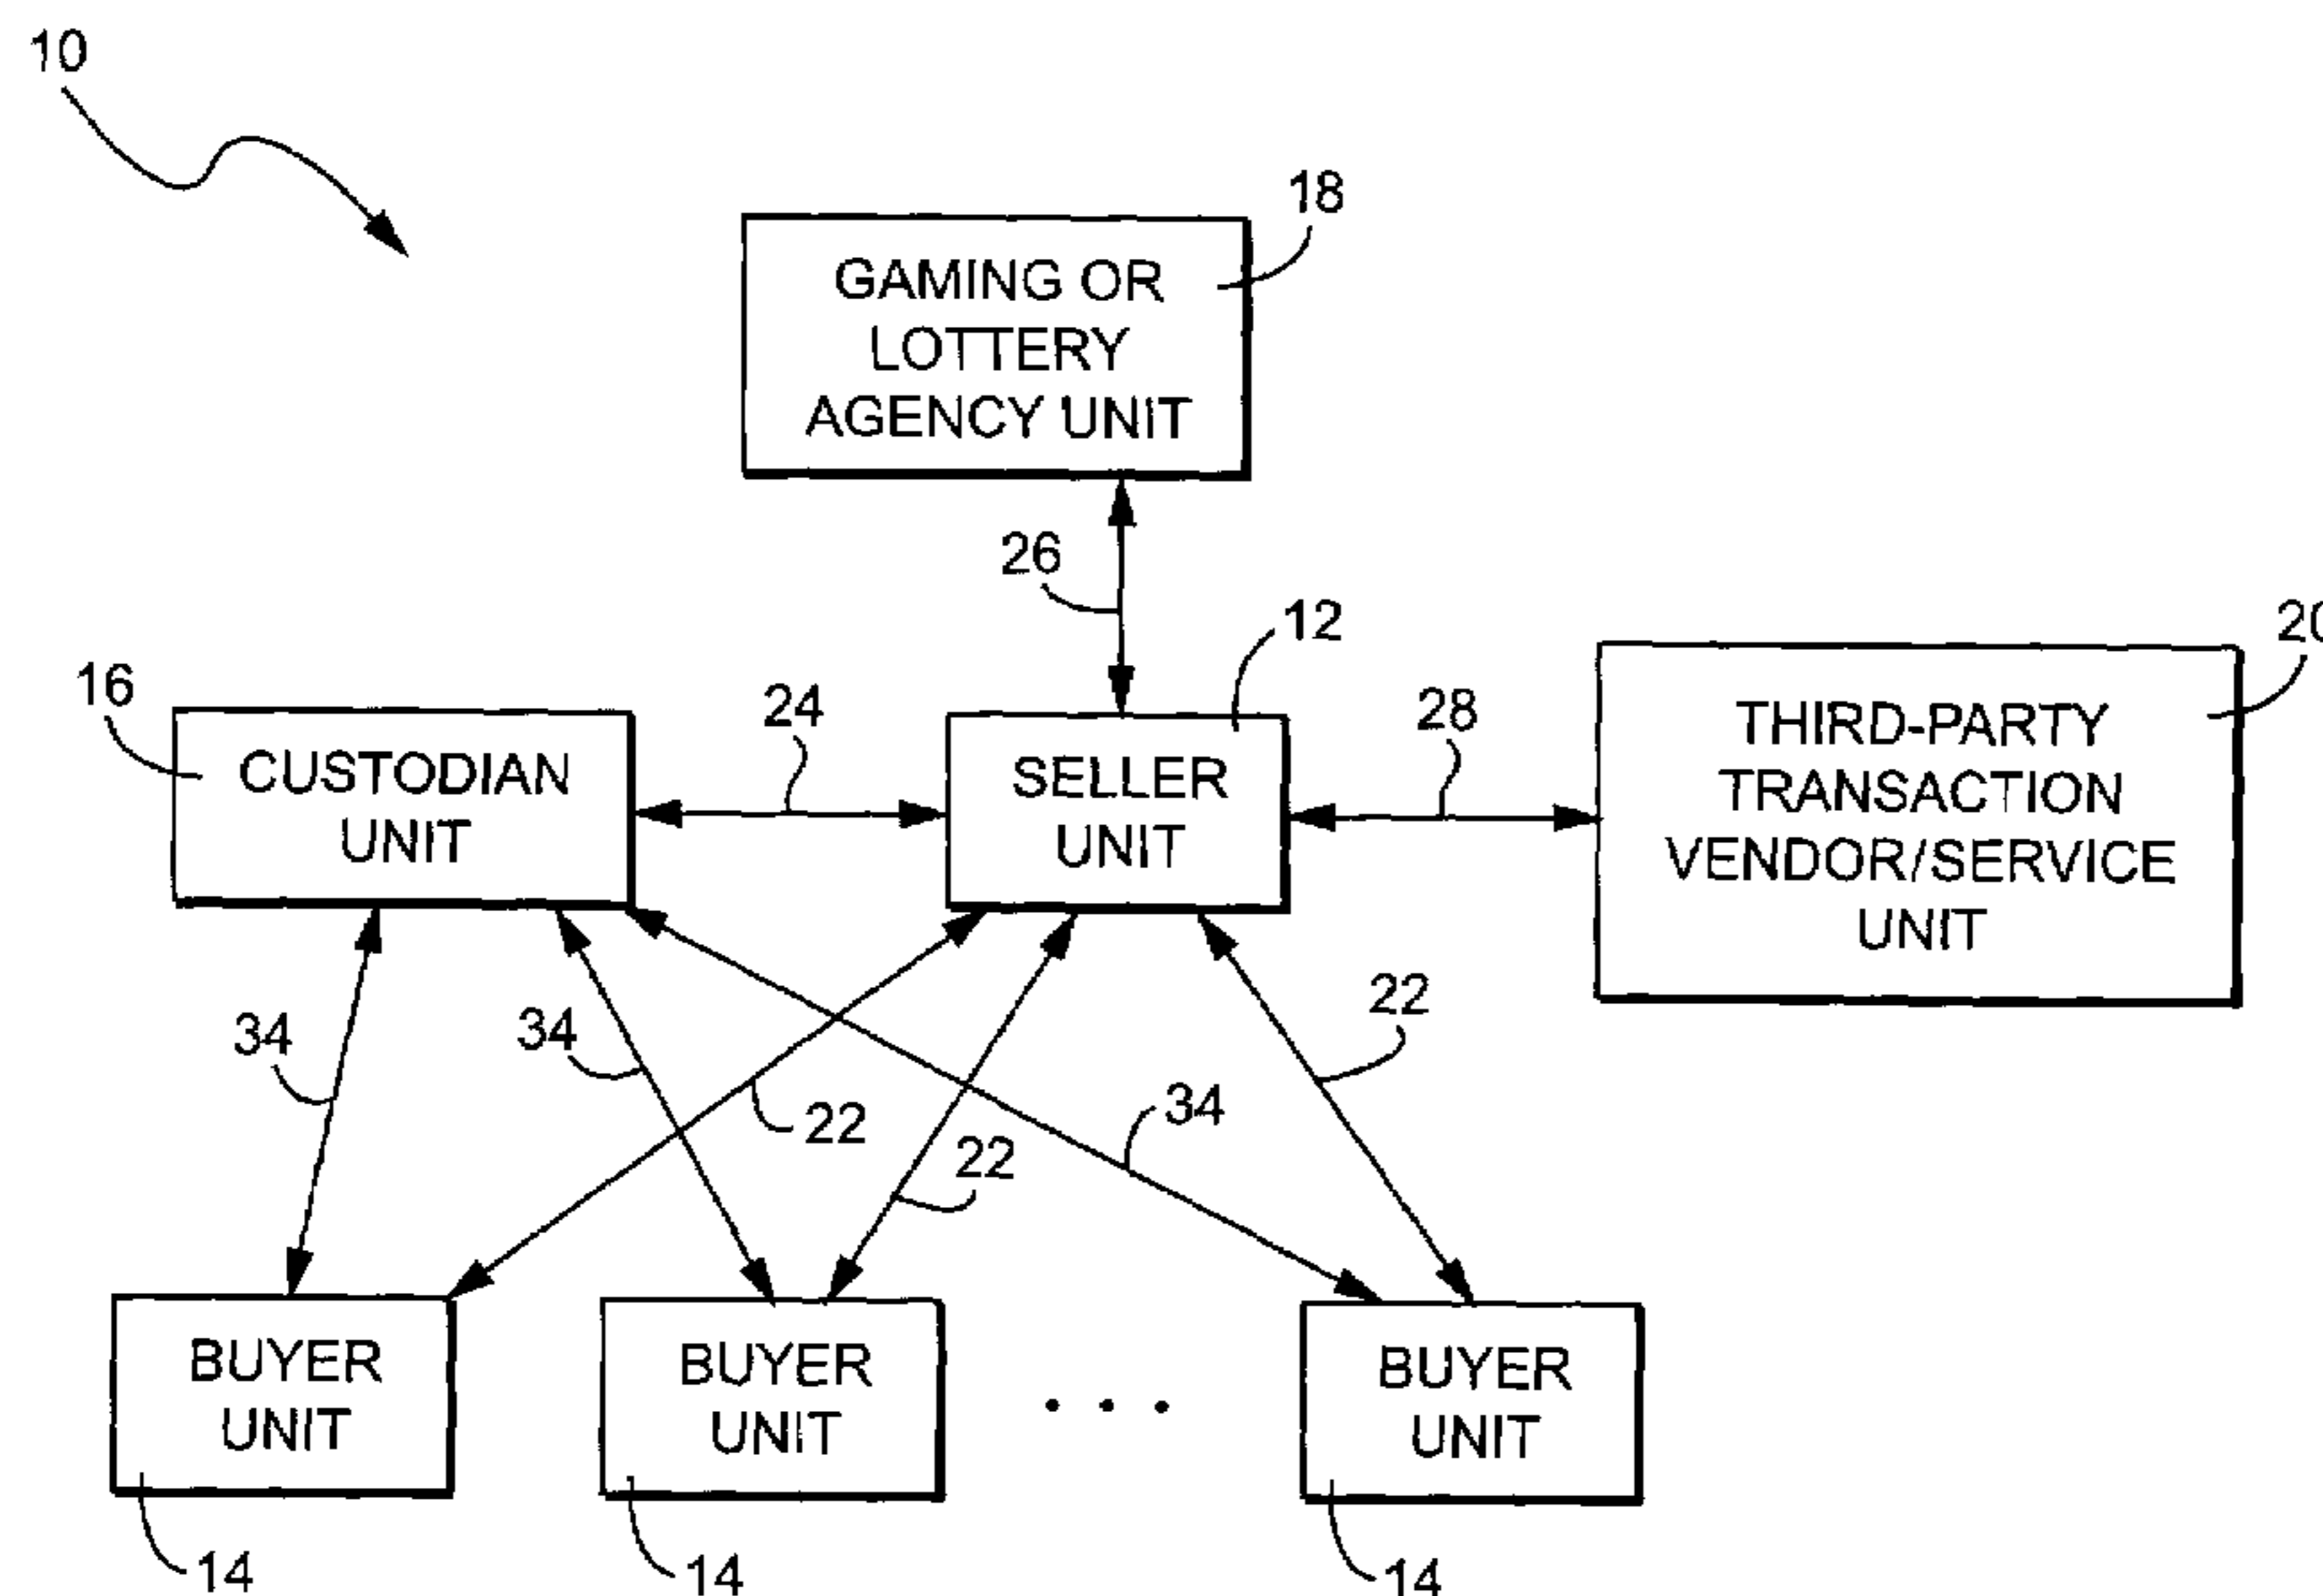 10
18
GAMING OR
LOTTERY
AGENCY UNIT
26
12
20
16
24
28
CUSTODIAN
UNIT
SELLER
UNIT
THIRD-PARTY
TRANSACTION
VENDOR/SERVICE
UNIT
34
34
22
22
34
22
BUYER
UNIT
BUYER
UNIT
. . .
BUYER
UNIT
14
14
14